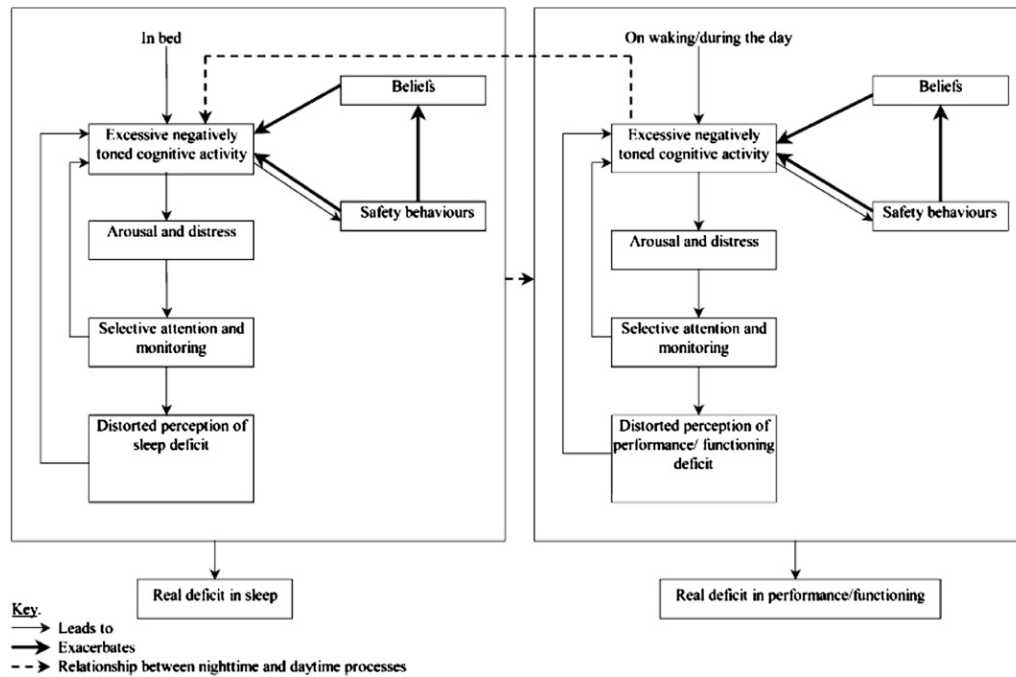 In bed
Beliefs
Excessive negatively
toned cognitive activity
Safety behaviours
Arousal and distress
Selective attention and
monitoring
Distorted perception of
sleep deficit
Real deficit in sleep
On waking/during the day
Beliefs
Excessive negatively
toned cognitive activity
Safety behaviours
Arousal and distress
Selective attention and
monitoring
Distorted perception of
performance/ functioning
deficit
Real deficit in performance/functioning
Key.
Leads to
Exacerbates
Relationship between nighttime and daytime processes